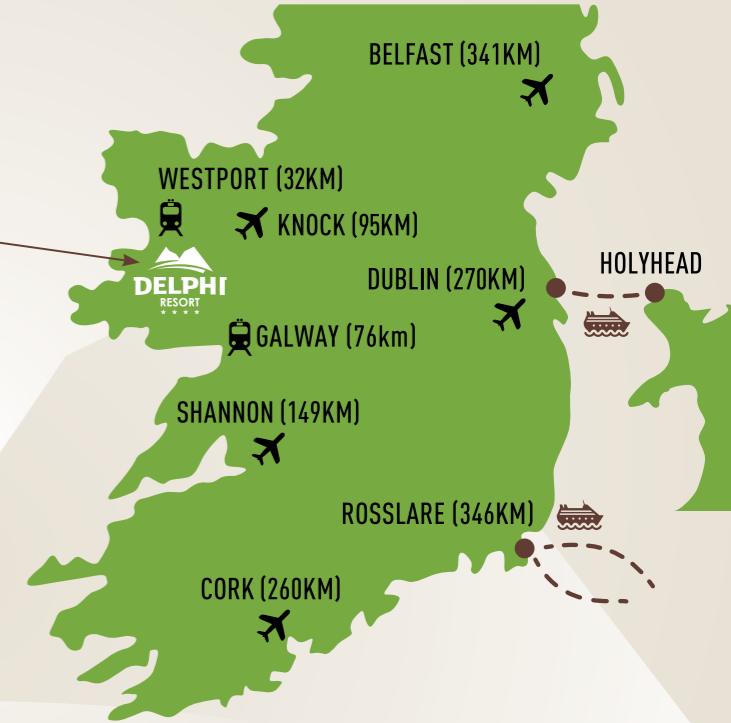 BELFAST (341KM)
WESTPORT (32KM)
KNOCK (95KM)
HOLYHEAD
DUBLIN (270KM)
DELPHI
RESORT
GALWAY (76km)
SHANNON (149KM)
ROSSLARE (346KM)
CORK (260KM)